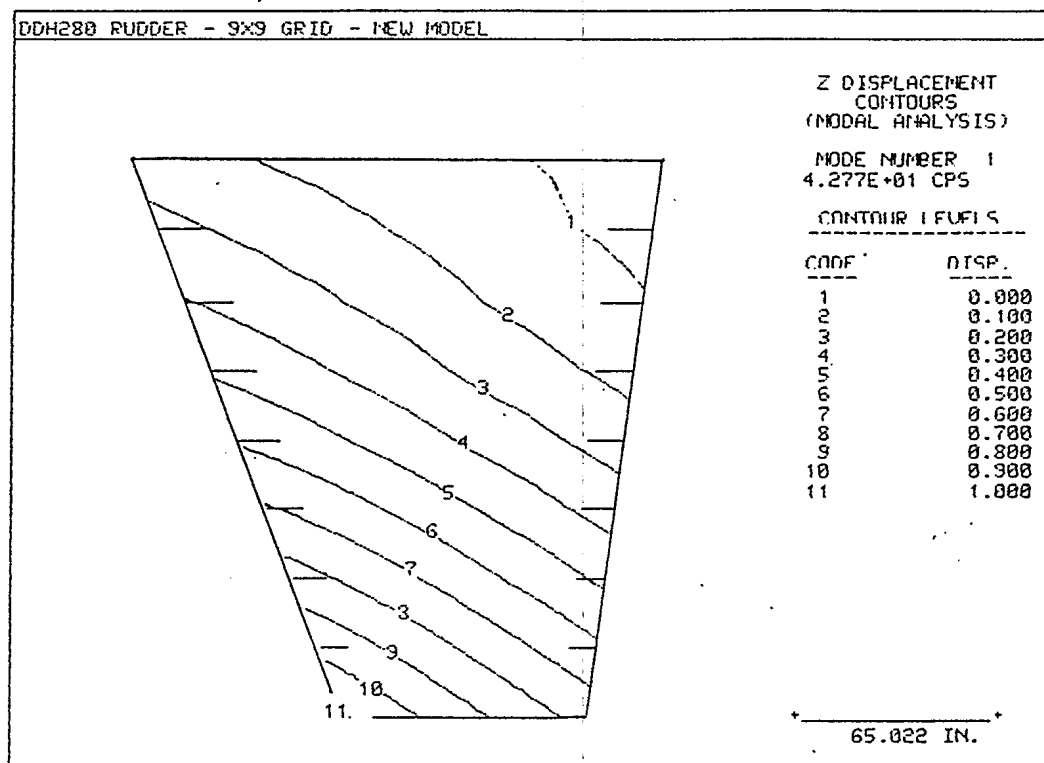 DDH280 RUDDER - 9X9 GRID - NEW MODEL
Z DISPLACEMENT
CONTOURS
(MODAL ANALYSIS)
MODE NUMBER 1
4.277E+01 CPS
CONTOUR LEVELS
CODE DISP.
1 0.000
2 0.100
3 0.200
4 0.300
5 0.400
6 0.500
7 0.600
8 0.700
9 0.800
10 0.900
11 1.000
1
2
3
4
5
6
7
8
9
10
11.
65.022 IN.